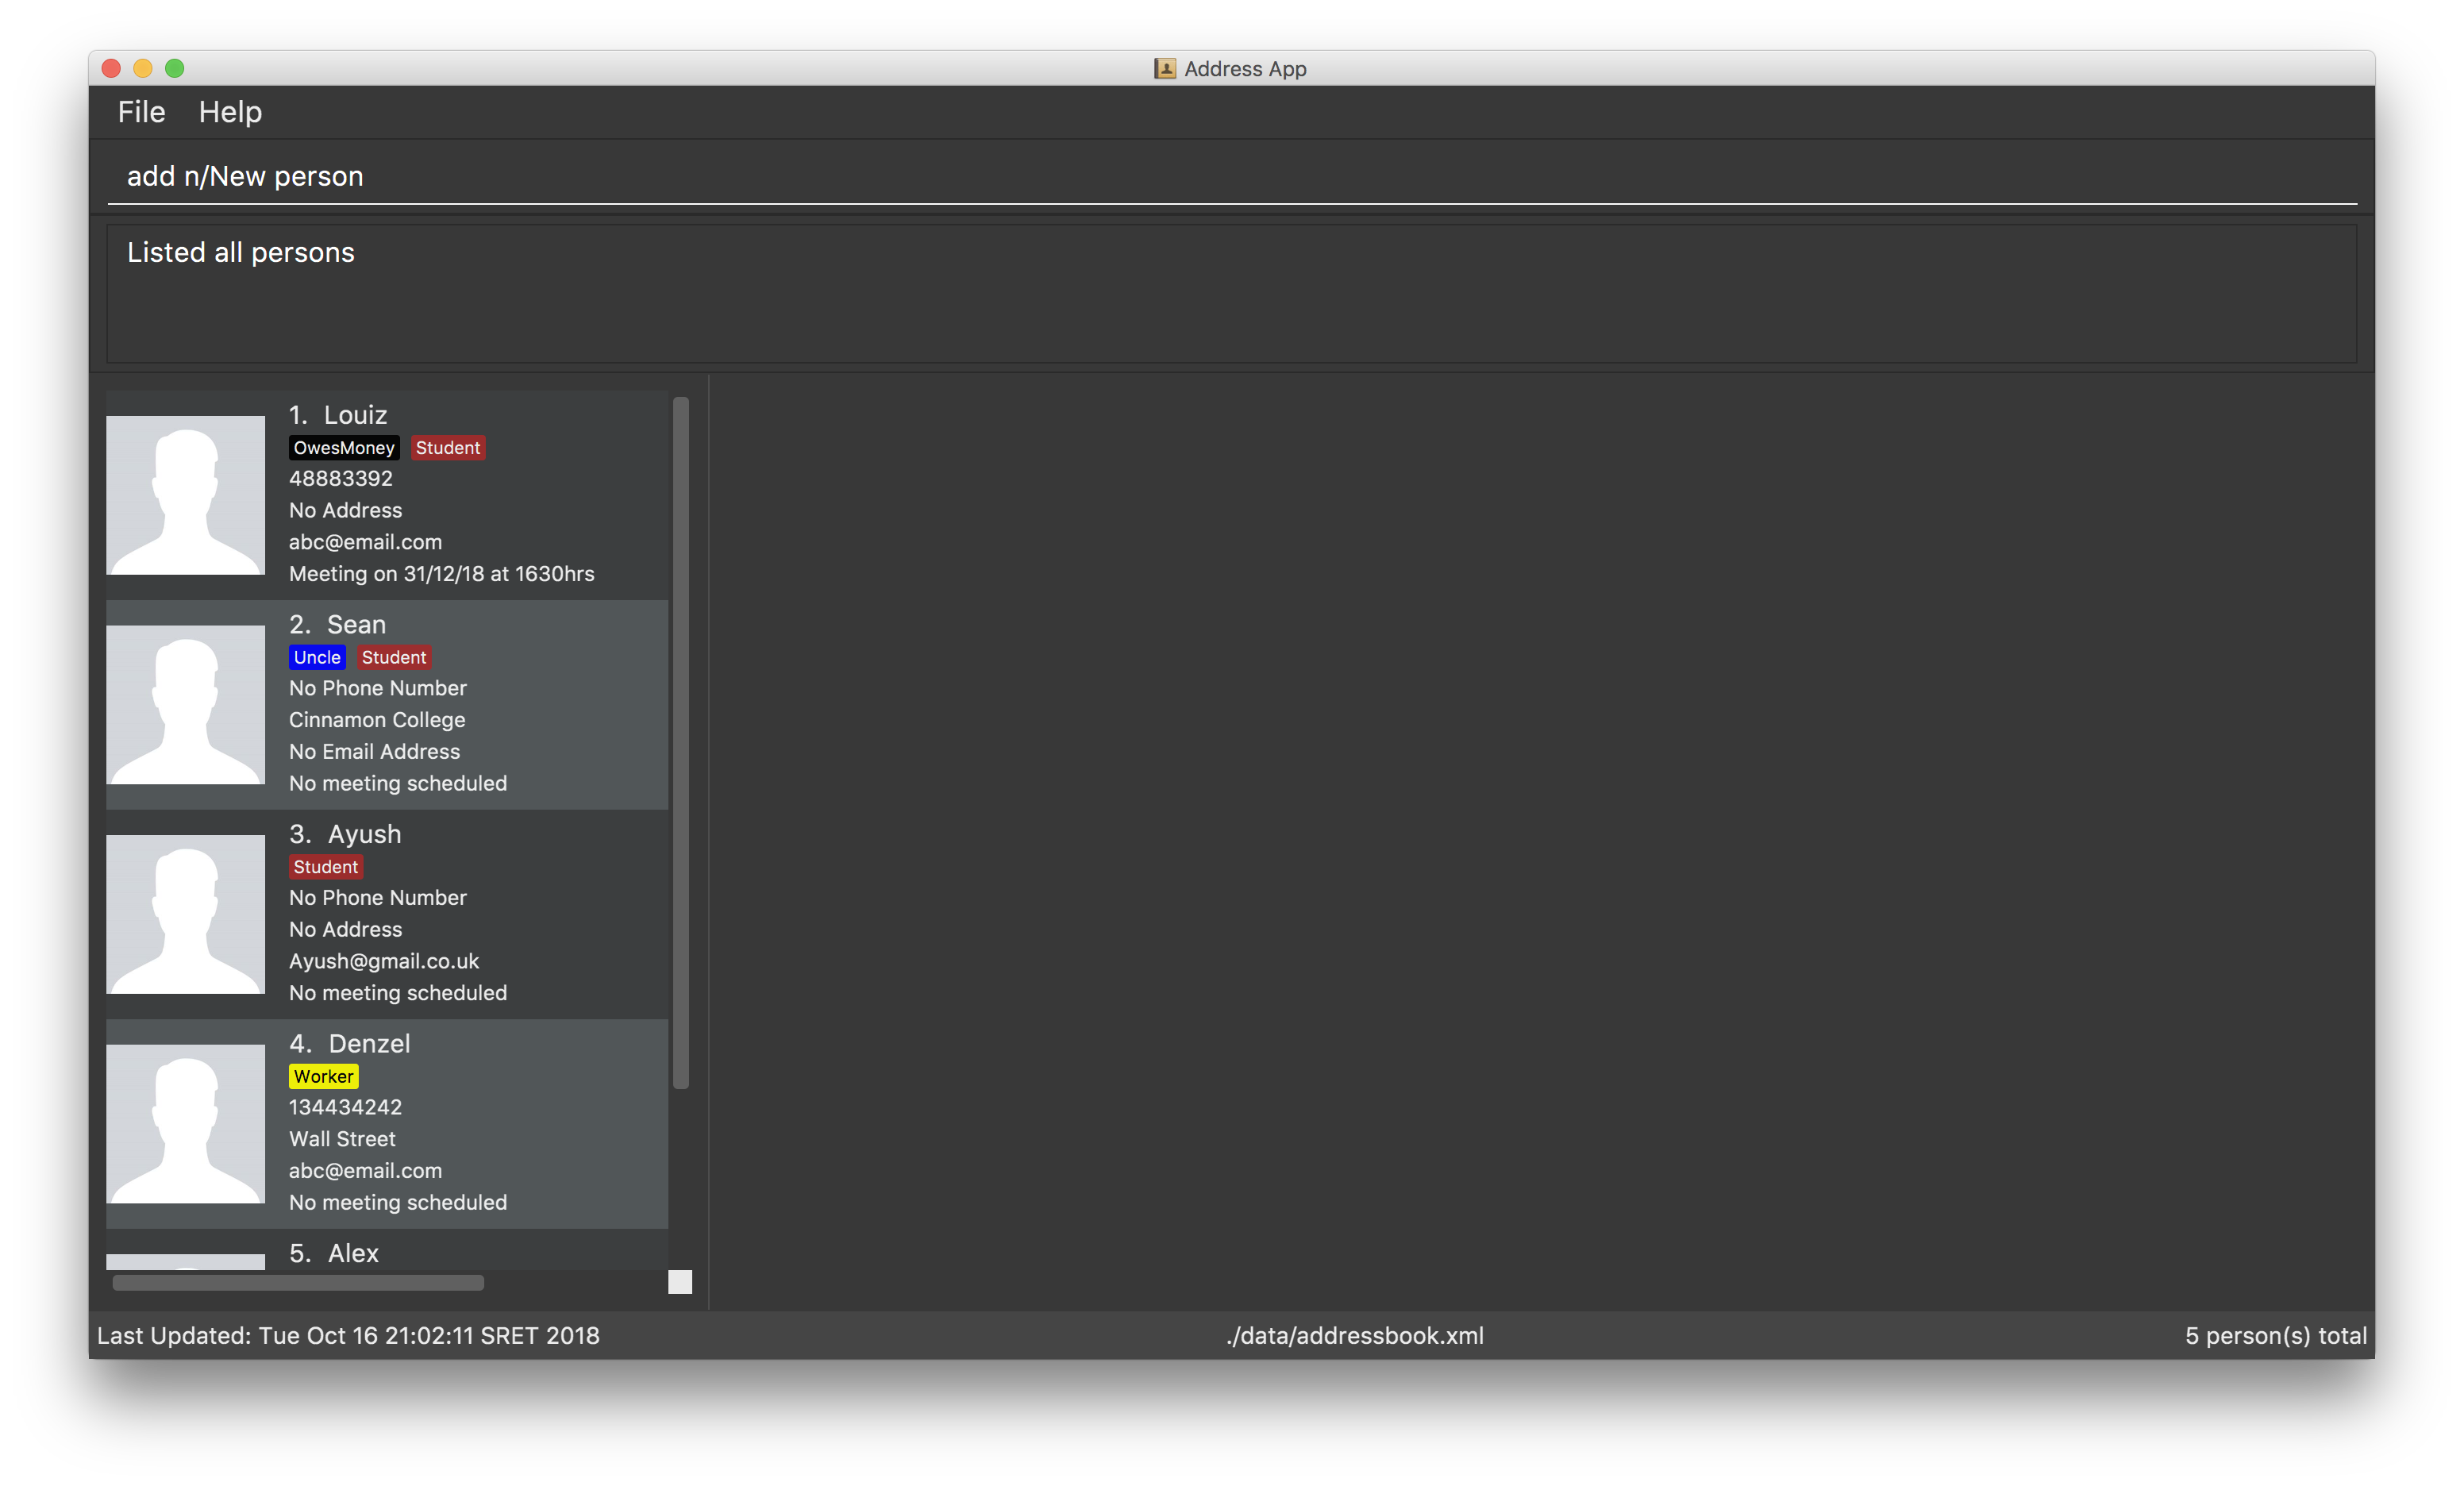 Address App
File Help
add n/New person
Listed all persons
1. Louiz
OwesMoney Student
48883392
No Address
abc@email.com
Meeting on 31/12/18 at 1630hrs
2. Sean
Uncle Student
No Phone Number
Cinnamon College
No Email Address
No meeting scheduled
3. Ayush
Student
No Phone Number
No Address
Ayush@gmail.co.uk
No meeting scheduled
4. Denzel
Worker
134434242
Wall Street
abc@email.com
No meeting scheduled
5. Alex
Last Updated: Tue Oct 16 21:02:11 SRET 2018 ./data/addressbook.xml 5 person(s) total